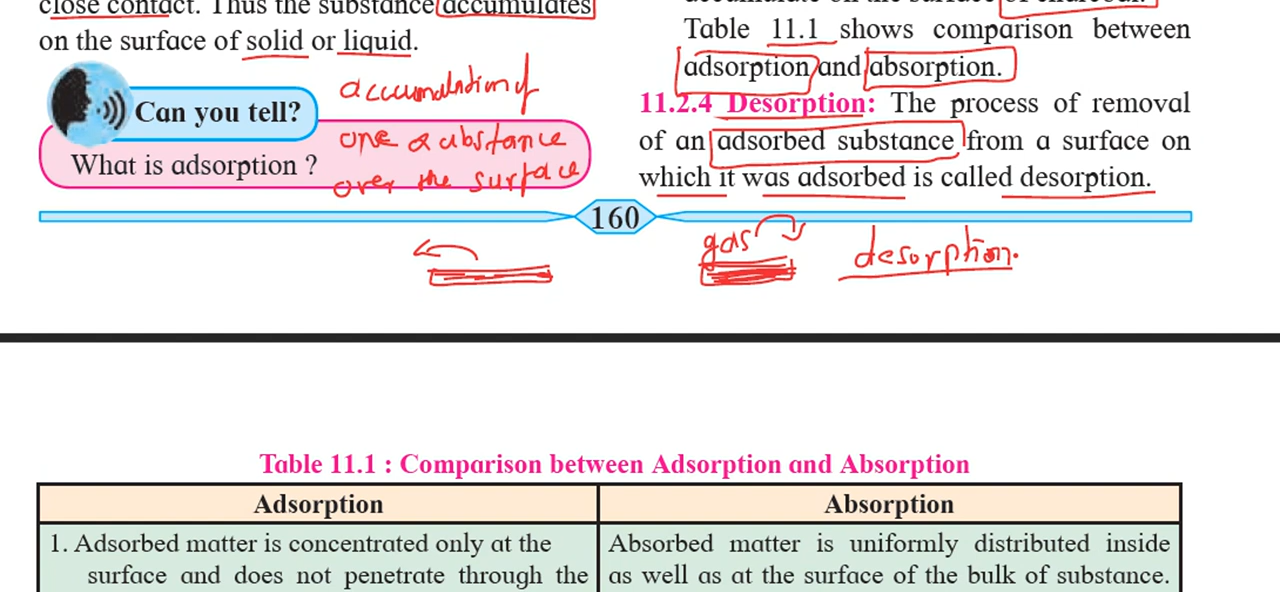 close contact. Thus the substance accumulates
on the surface of solid or liquid.
Can you tell?
What is adsorption ?
accumulation of
one substance
over the surface
Table 11.1 shows comparison between
adsorption and absorption.
11.2.4 Desorption: The process of removal
of an adsorbed substance from a surface on
which it was adsorbed is called desorption.
160
gas
desorption.
Table 11.1 : Comparison between Adsorption and Absorption
Adsorption
Absorption
1. Adsorbed matter is concentrated only at the
surface and does not penetrate through the
Absorbed matter is uniformly distributed inside
as well as at the surface of the bulk of substance.